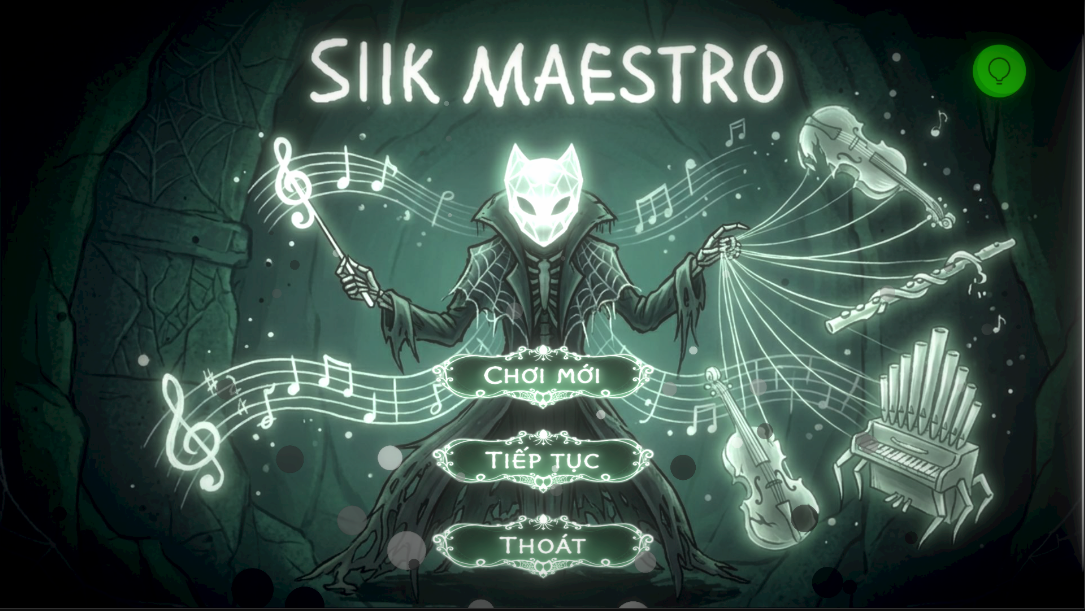 SIIK MAESTRO
CHƠI MỚI
TIẾP TỤC
THOÁT